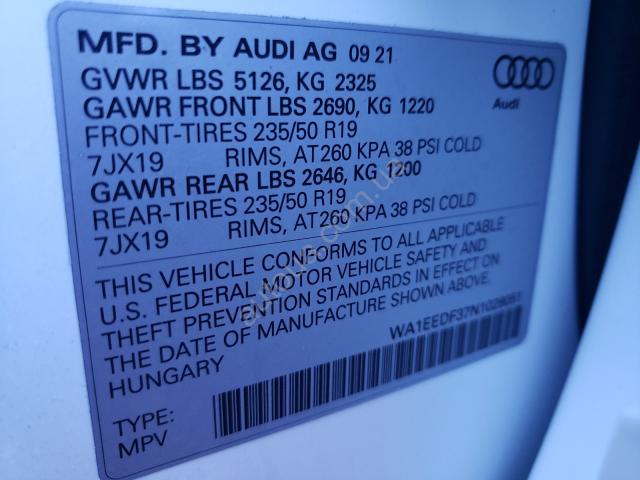 MFD. BY AUDI AG 09 21
GVWR LBS 5126, KG 2325
GAWR FRONT LBS 2690, KG 1220
FRONT-TIRES 235/50 R19
7JX19 RIMS, AT260 KPA 38 PSI COLD
GAWR REAR LBS 2646, KG 1200
REAR-TIRES 235/50 R19
7JX19 RIMS, AT260 KPA 38 PSI COLD
Audi
THIS VEHICLE CONFORMS TO ALL APPLICABLE
U.S. FEDERAL MOTOR VEHICLE SAFETY AND
THEFT PREVENTION STANDARDS IN EFFECT ON
THE DATE OF MANUFACTURE SHOWN ABOVE.
HUNGARY
TYPE:
MPV